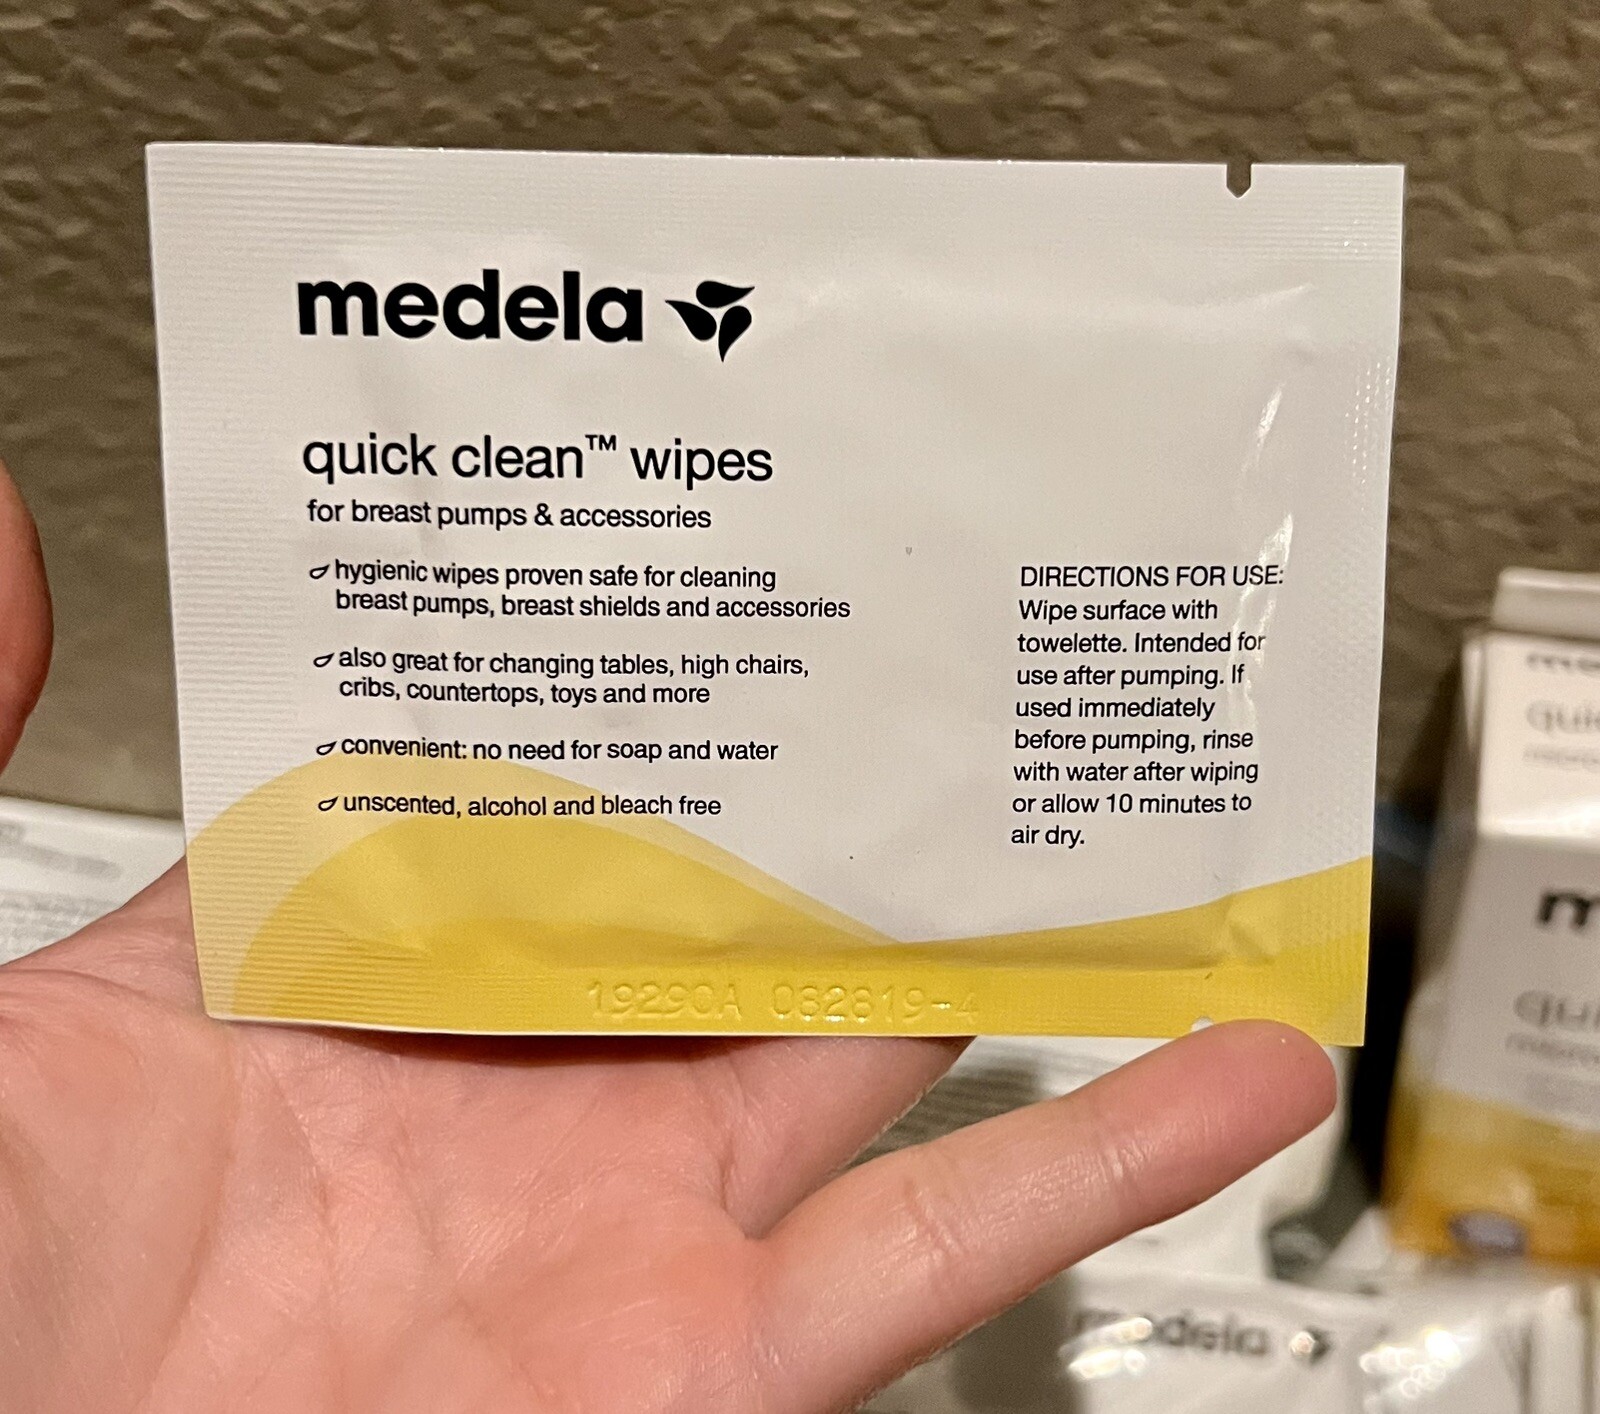 medela
quick clean™ wipes
for breast pumps & accessories
hygienic wipes proven safe for cleaning
breast pumps, breast shields and accessories
also great for changing tables, high chairs,
cribs, countertops, toys and more
convenient: no need for soap and water
unscented, alcohol and bleach free
DIRECTIONS FOR USE:
Wipe surface with
towelette. Intended for
use after pumping. If
used immediately
before pumping, rinse
with water after wiping
or allow 10 minutes to
air dry.
19290A 082819-4
medela